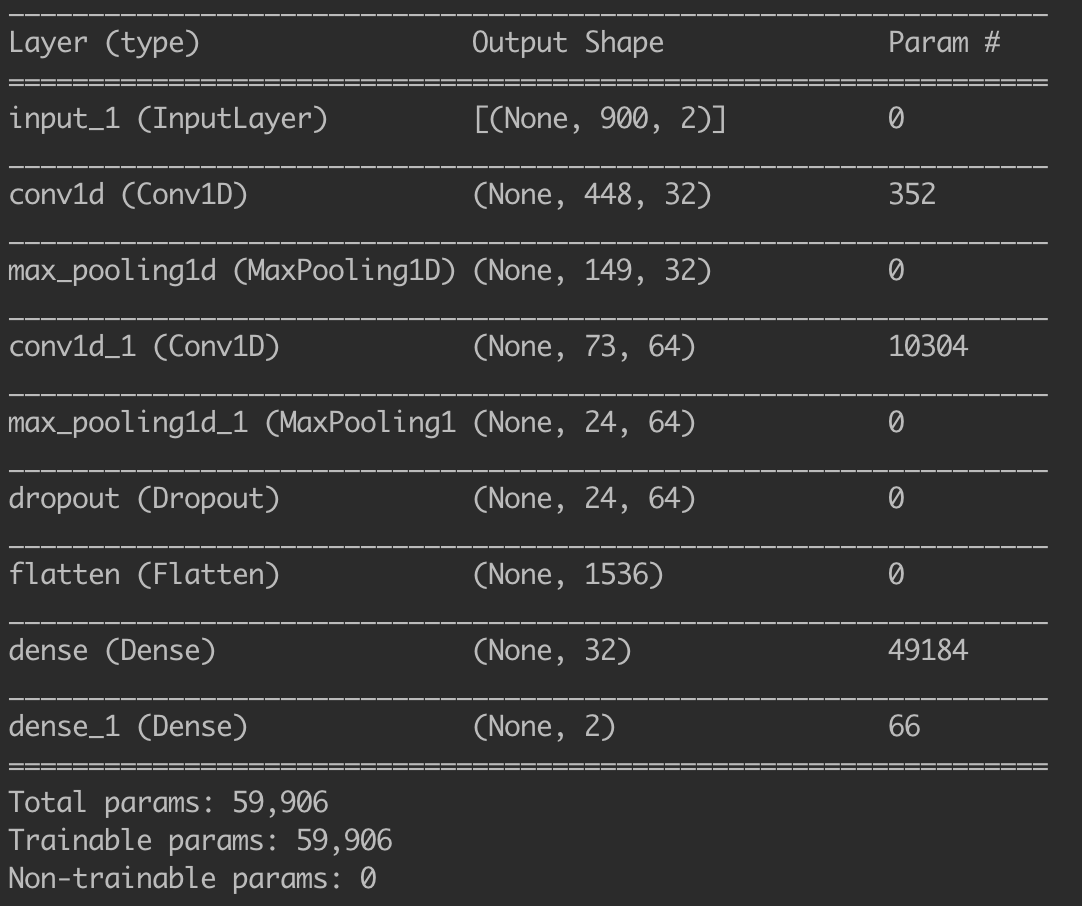 Layer (type) Output Shape Param #
input_1 (InputLayer) [(None, 900, 2)] 0
conv1d (Conv1D) (None, 448, 32) 352
max_pooling1d (MaxPooling1D) (None, 149, 32) 0
conv1d_1 (Conv1D) (None, 73, 64) 10304
max_pooling1d_1 (MaxPooling1 (None, 24, 64) 0
dropout (Dropout) (None, 24, 64) 0
flatten (Flatten) (None, 1536) 0
dense (Dense) (None, 32) 49184
dense_1 (Dense) (None, 2) 66
Total params: 59,906
Trainable params: 59,906
Non-trainable params: 0